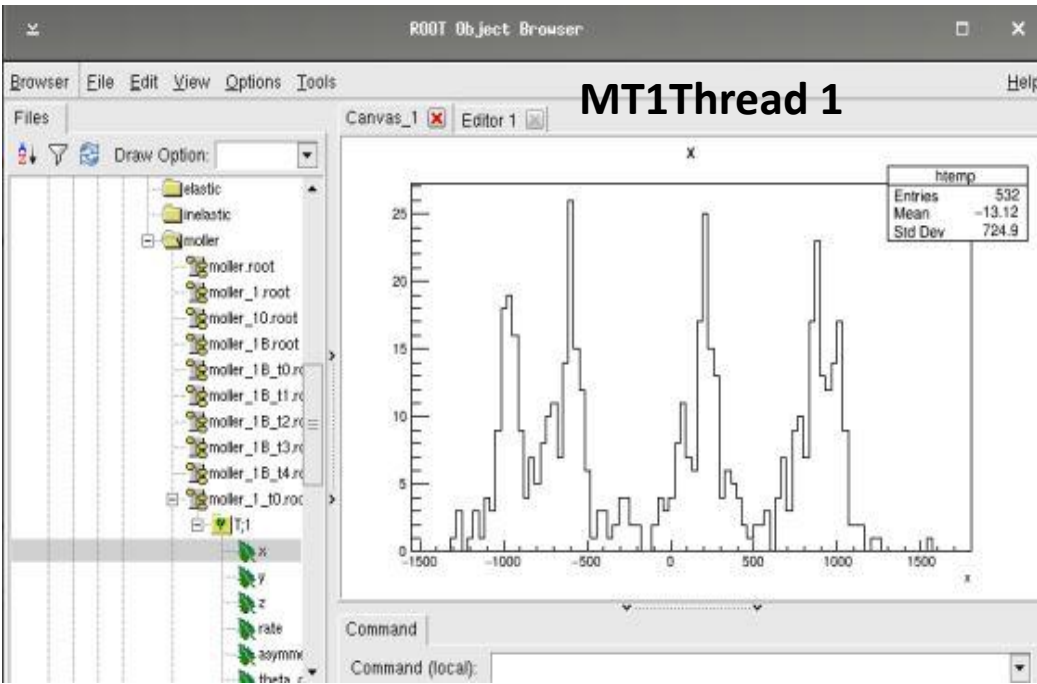 ROOT Object Browser
Browser File Edit View Options Tools Help
MT1Thread 1
Files
Canvas_1 Editor 1
Draw Option:
elastic
inelastic
moller
moller.root
moller_1.root
moller_10.root
moller_1B.root
moller_1B_t0.ro
moller_1B_t1.ro
moller_1B_t2.ro
moller_1B_t3.ro
moller_1B_t4.ro
moller_1_t0.roo
T;1
x
y
z
rate
asymme
theta_c
x
htemp
Entries 532
Mean −13.12
Std Dev 724.9
25
20
15
10
5
0
−1500 −1000 −500 0 500 1000 1500
x
Command
Command (local):